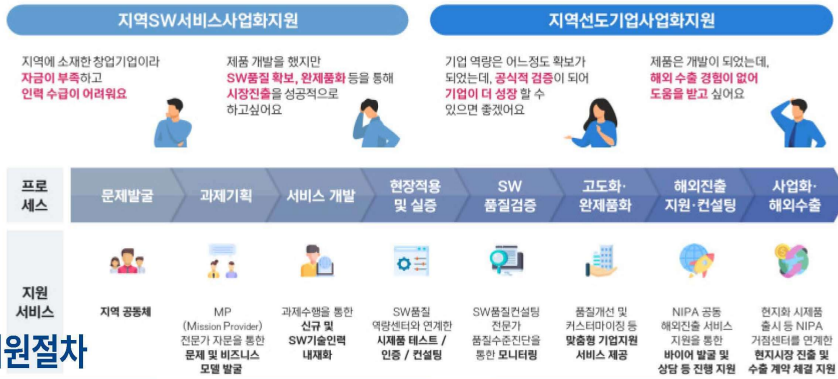 지역SW서비스사업화지원
지역선도기업사업화지원
지역에 소재한 창업기업이라
자금이 부족하고
인력 수급이 어려워요
제품 개발을 했지만
SW품질 확보, 완제품화 등을 통해
시장진출을 성공적으로
하고싶어요
기업 역량은 어느정도 확보가
되었는데, 공식적 검증이 되어
기업이 더 성장 할 수
있으면 좋겠어요
제품은 개발이 되었는데,
해외 수출 경험이 없어
도움을 받고 싶어요
프로
세스
문제발굴
과제기획
서비스 개발
현장적용
및 실증
SW
품질검증
고도화·
완제품화
해외진출
지원·컨설팅
사업화·
해외수출
지원
서비스
지역 공동체
MP
(Mission Provider)
전문가 자문을 통한
문제 및 비즈니스
모델 발굴
과제수행을 통한
신규 및
SW기술인력
내재화
SW품질
역량센터와 연계한
시제품 테스트 /
인증 / 컨설팅
SW품질컨설팅
전문가
품질수준진단을
통한 모니터링
품질개선 및
커스터마이징 등
맞춤형 기업지원
서비스 제공
NIPA 공동
해외진출 서비스
지원을 통한
바이어 발굴 및
상담 등 진행 지원
현지화 시제품
출시 등 NIPA
거점센터를 연계한
현지시장 진출 및
수출 계약 체결 지원
원절차